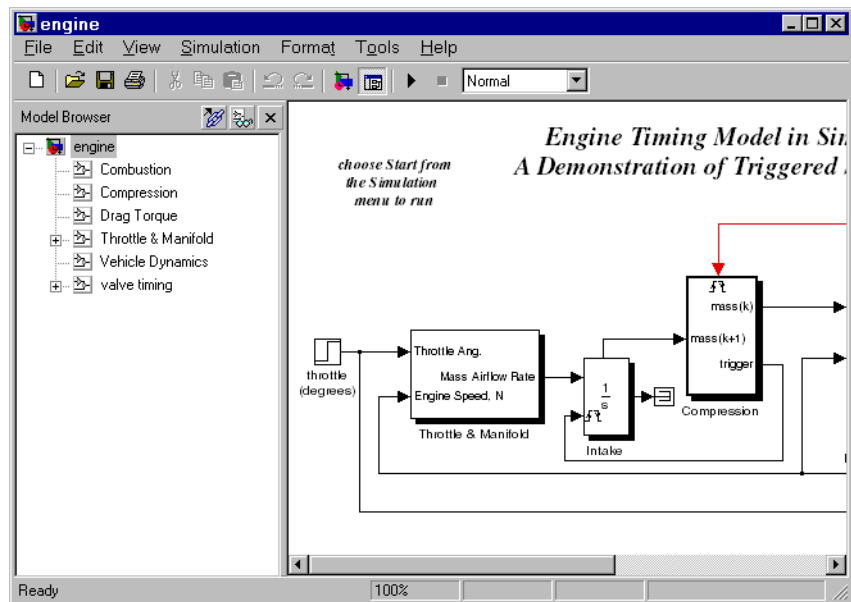 engine
File Edit View Simulation Format Tools Help
Normal
Model Browser
engine
Combustion
Compression
Drag Torque
Throttle & Manifold
Vehicle Dynamics
valve timing
Engine Timing Model in
A Demonstration of Triggered
choose Start from
the Simulation
menu to run
mass(k)
mass(k+1)
trigger
Compression
throttle
(degrees)
Throttle Ang.
Mass Airflow Rate
Engine Speed, N
Throttle & Manifold
1
s
Intake
Ready
100%